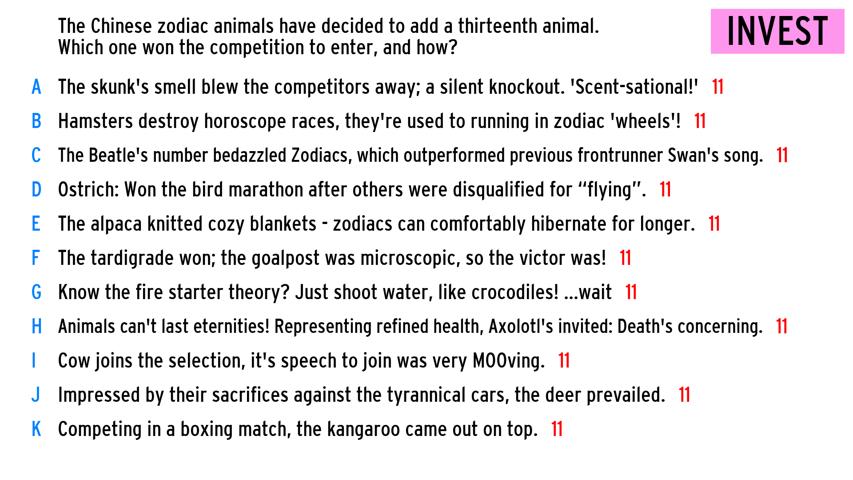 The Chinese zodiac animals have decided to add a thirteenth animal.
Which one won the competition to enter, and how?
INVEST
A The skunk's smell blew the competitors away; a silent knockout. 'Scent-sational!' 11
B Hamsters destroy horoscope races, they're used to running in zodiac 'wheels'! 11
C The Beatle's number bedazzled Zodiacs, which outperformed previous frontrunner Swan's song. 11
D Ostrich: Won the bird marathon after others were disqualified for “flying”. 11
E The alpaca knitted cozy blankets - zodiacs can comfortably hibernate for longer. 11
F The tardigrade won; the goalpost was microscopic, so the victor was! 11
G Know the fire starter theory? Just shoot water, like crocodiles! ...wait 11
H Animals can't last eternities! Representing refined health, Axolotl's invited: Death's concerning. 11
I Cow joins the selection, it's speech to join was very MOOving. 11
J Impressed by their sacrifices against the tyrannical cars, the deer prevailed. 11
K Competing in a boxing match, the kangaroo came out on top. 11